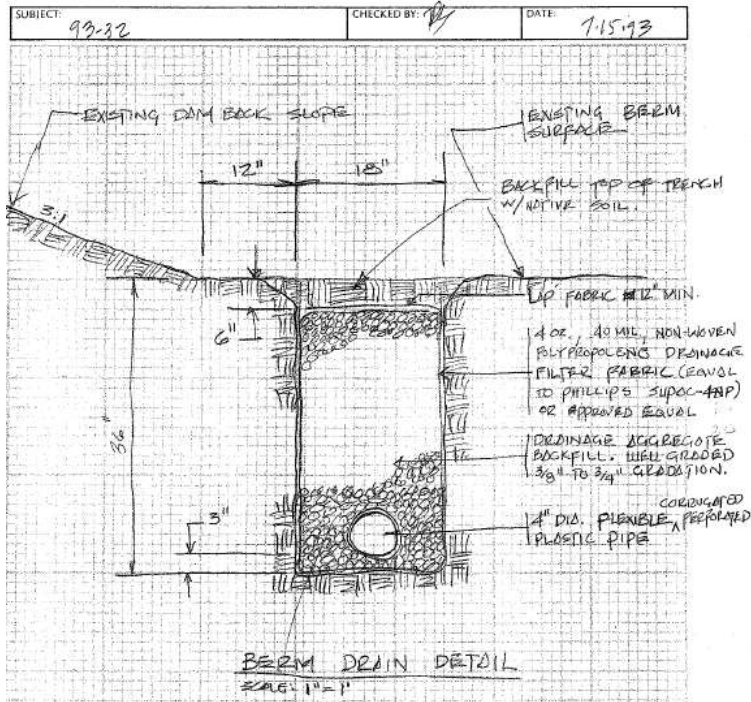 SUBJECT:
93-32
CHECKED BY:
DATE:
7.15.93
EXISTING DAM BACK SLOPE
EXISTING BERM
SURFACE
12"
18"
BACKFILL TOP OF TRENCH
W/NATIVE SOIL.
3:1
LAP FABRIC 12" MIN.
6"
4 OZ., 40 MIL, NON-WOVEN
POLYPROPOLENE DRAINAGE
FILTER FABRIC (EQUAL
TO PHILLIPS SUPAC-4NP)
OR APPROVED EQUAL
36"
DRAINAGE AGGREGATE
BACKFILL. WELL GRADED
3/8" TO 3/4" GRADATION.
3"
CORRUGATED
4" DIA. FLEXIBLE, PERFORATED
PLASTIC PIPE
BERM DRAIN DETAIL
SCALE: 1"=1'